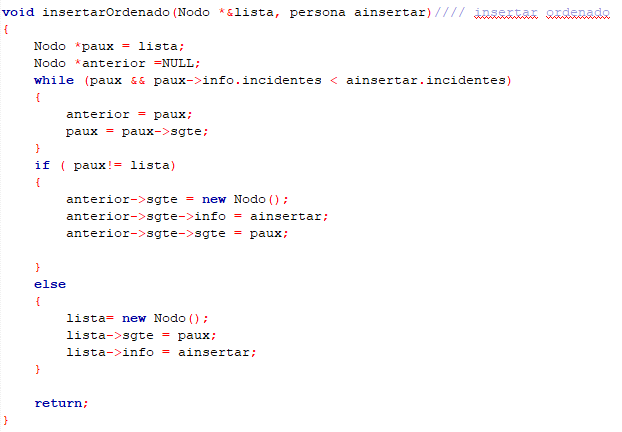 void insertarOrdenado(Nodo *&lista, persona ainsertar)//// insertar ordenado
{
    Nodo *paux = lista;
    Nodo *anterior =NULL;
    while (paux && paux->info.incidentes < ainsertar.incidentes)
    {
        anterior = paux;
        paux = paux->sgte;
    }
    if ( paux!= lista)
    {
        anterior->sgte = new Nodo();
        anterior->sgte->info = ainsertar;
        anterior->sgte->sgte = paux;

    }
    else
    {
        lista= new Nodo();
        lista->sgte = paux;
        lista->info = ainsertar;
    }

    return;
}